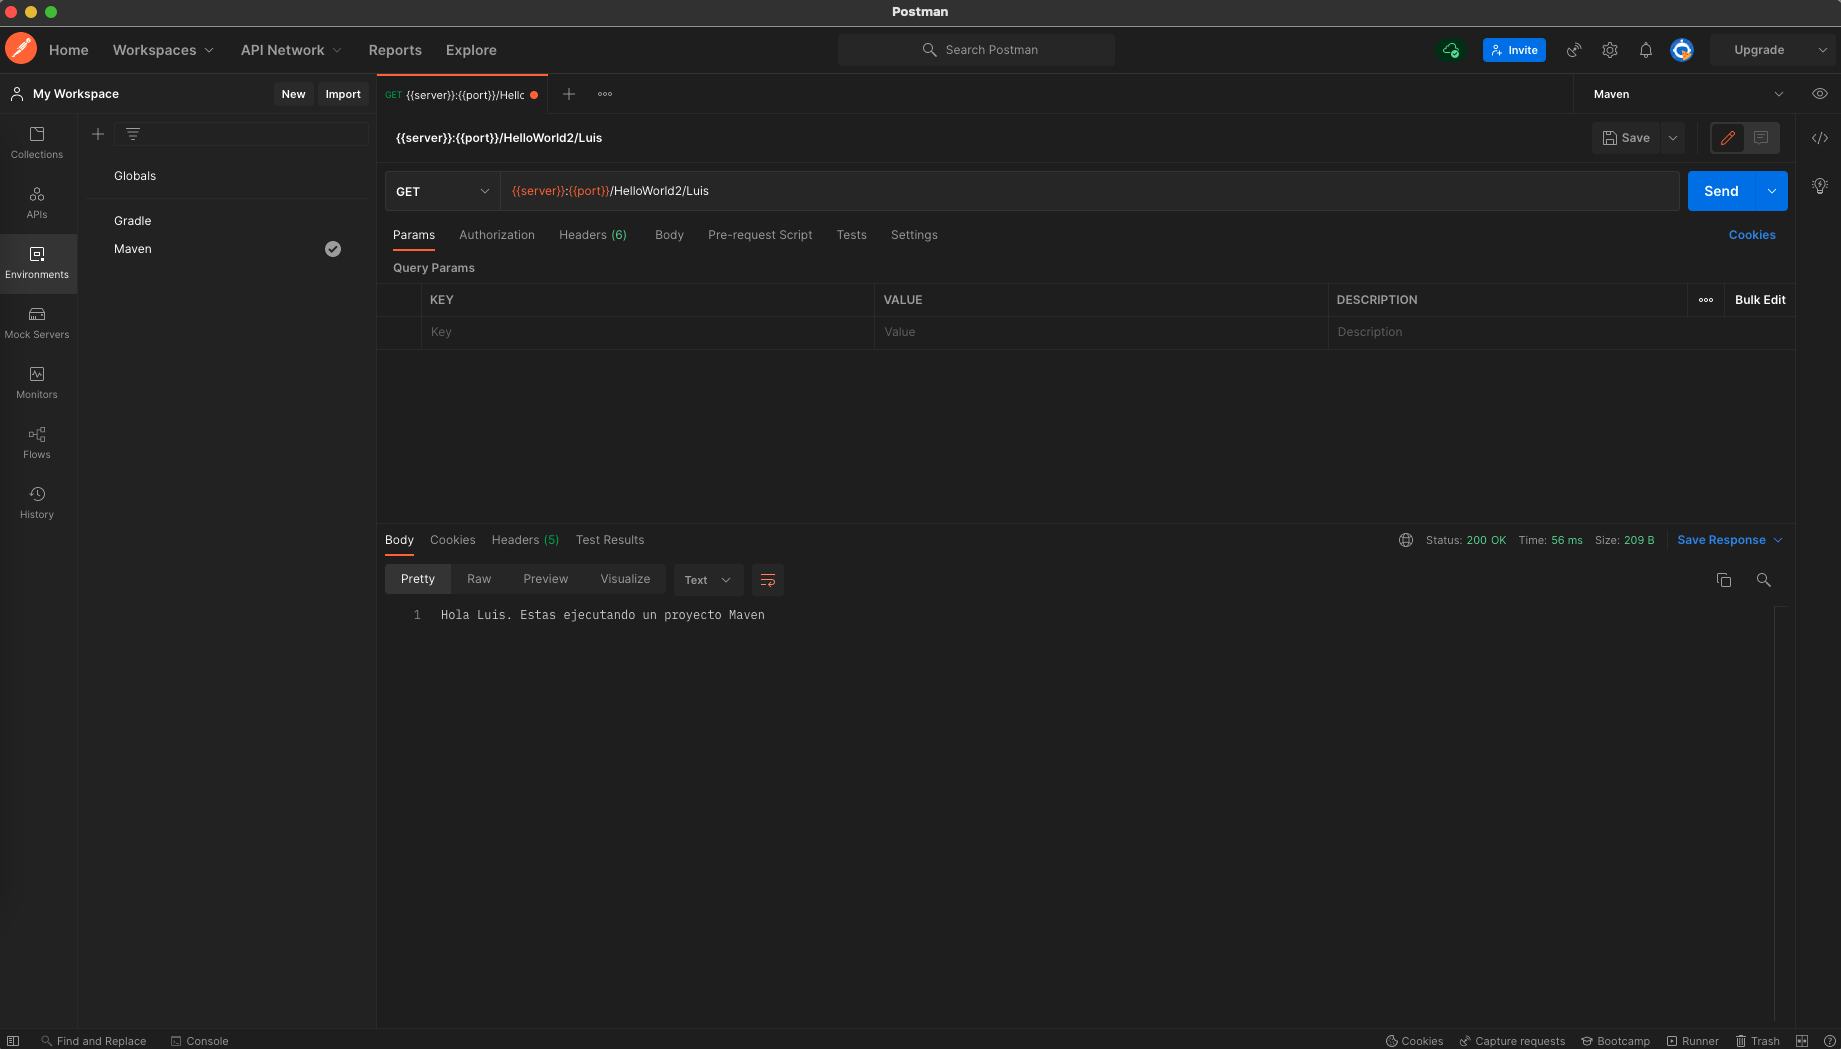 Postman
Home Workspaces API Network Reports Explore Search Postman Invite Upgrade
My Workspace New Import GET {{server}}:{{port}}/Hello Maven
{{server}}:{{port}}/HelloWorld2/Luis Save
Collections
Globals
GET {{server}}:{{port}}/HelloWorld2/Luis Send
APIs
Gradle
Maven
Params Authorization Headers (6) Body Pre-request Script Tests Settings Cookies
Environments
Query Params
KEY VALUE DESCRIPTION Bulk Edit
Key Value Description
Mock Servers
Monitors
Flows
History
Body Cookies Headers (5) Test Results Status: 200 OK Time: 56 ms Size: 209 B Save Response
Pretty Raw Preview Visualize Text
1 Hola Luis. Estas ejecutando un proyecto Maven
Find and Replace Console Cookies Capture requests Bootcamp Runner Trash